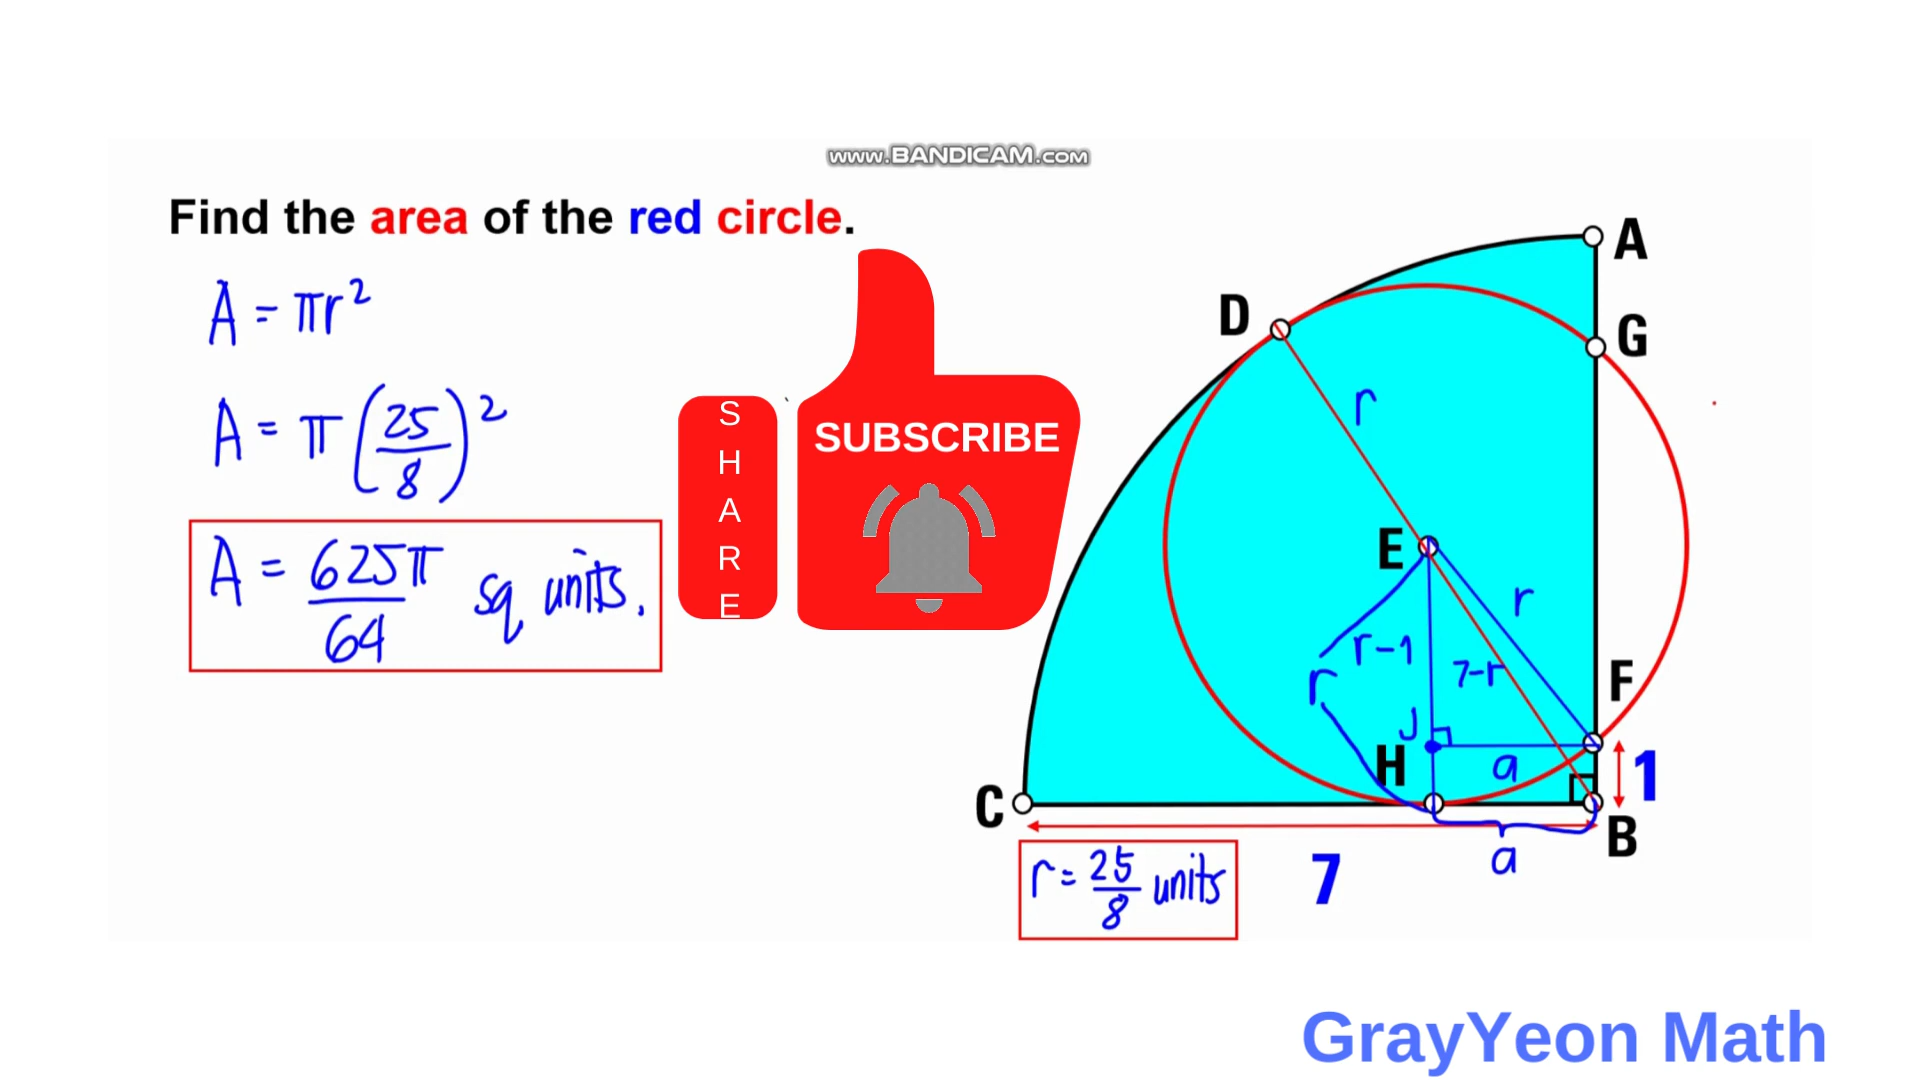 www.BANDICAM.com
Find the area of the red circle.
A = πr²
A = π(25/8)²
A = 625π/64 sq units.
S
H
A
R
E
SUBSCRIBE
A
D
G
r
E
r
r-1
7-r
r
F
J
H
a
1
C
B
a
7
r = 25/8 units
GrayYeon Math